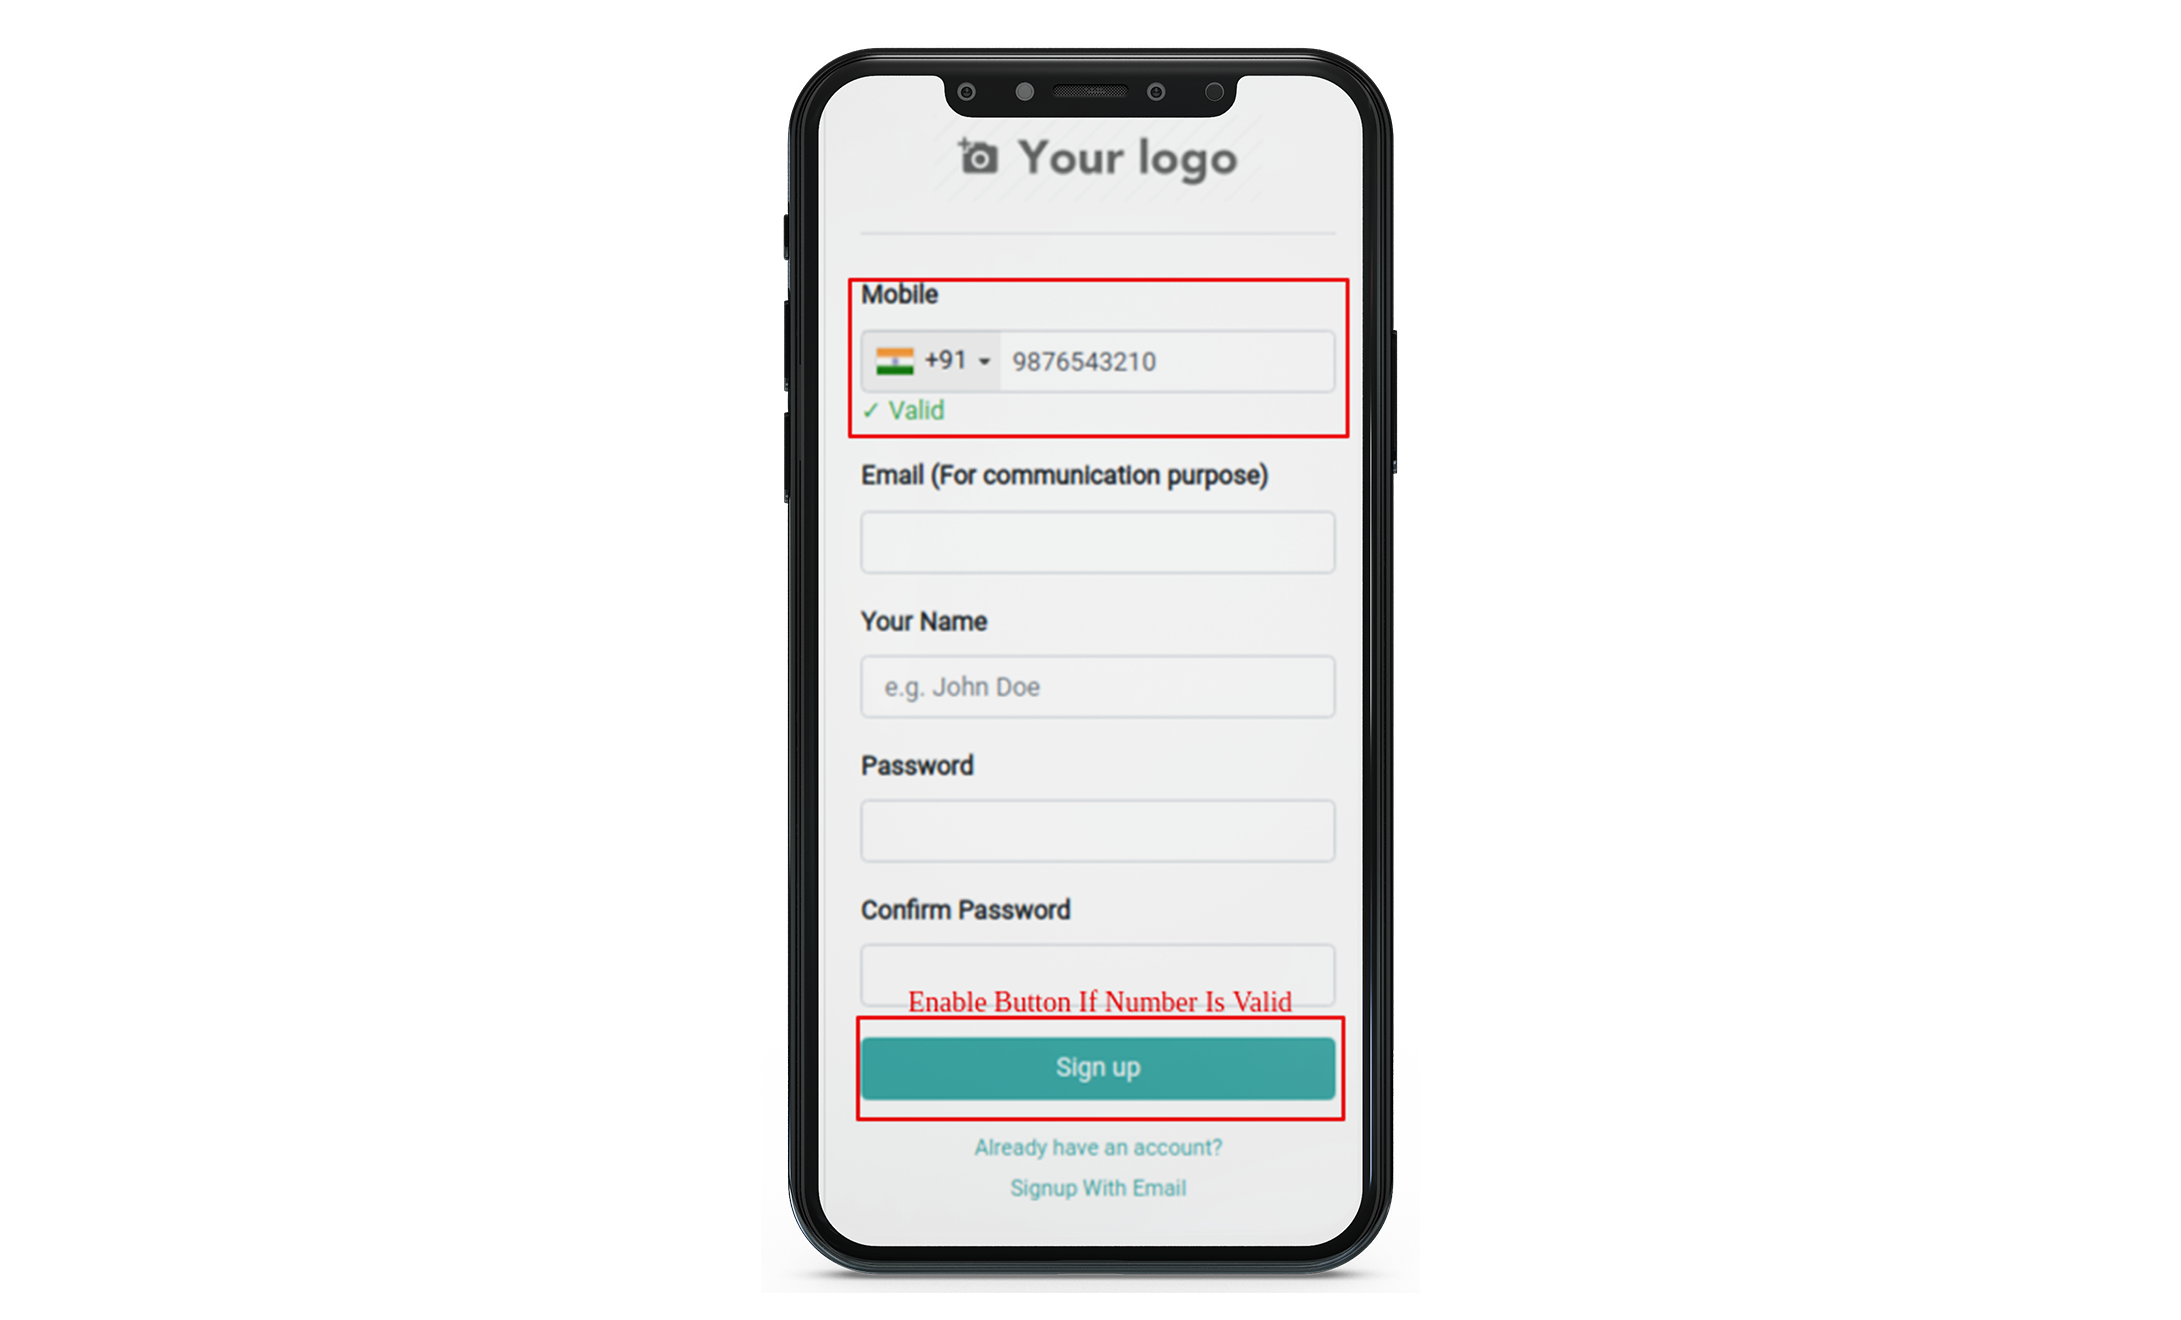 Your logo
Mobile
+91 9876543210
✓ Valid
Email (For communication purpose)
Your Name
e.g. John Doe
Password
Confirm Password
Enable Button If Number Is Valid
Sign up
Already have an account?
Signup With Email